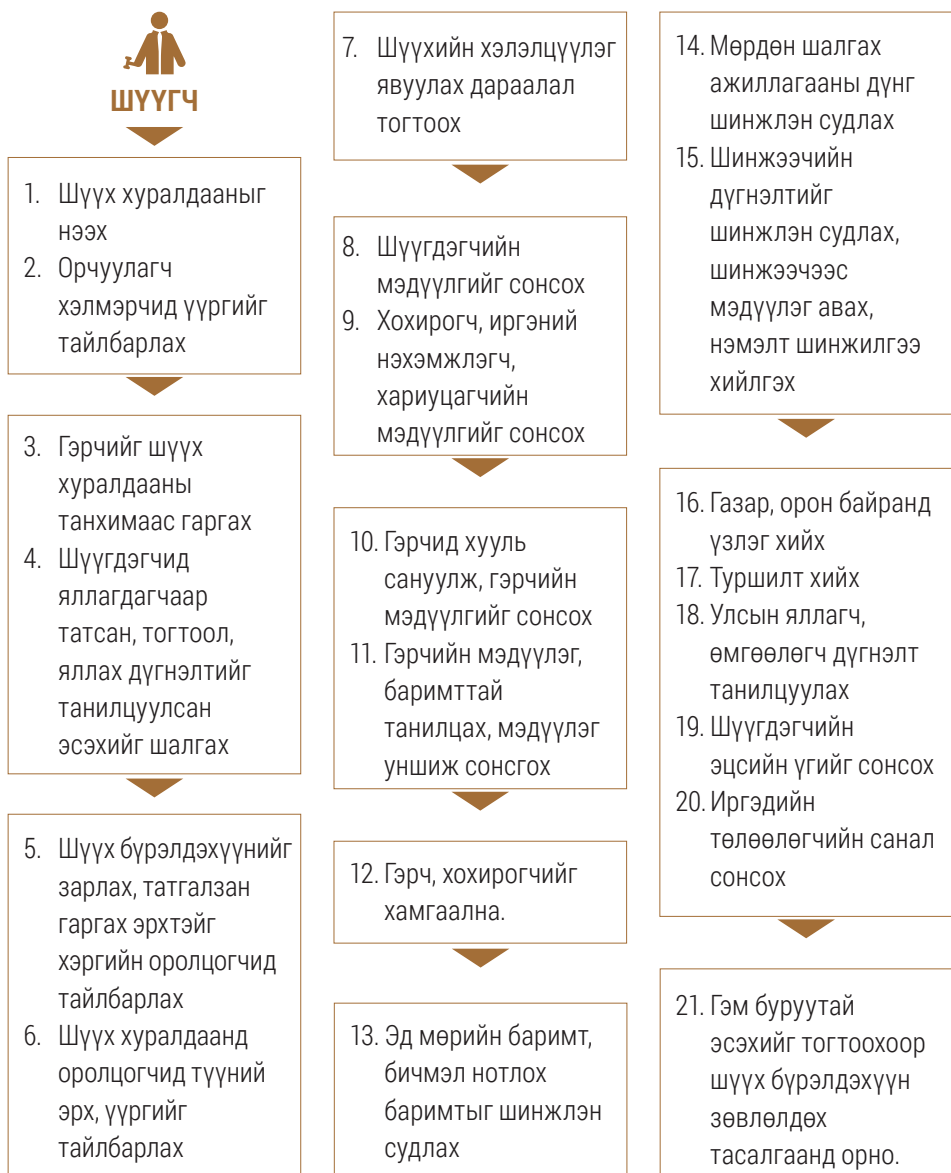 ШҮҮГЧ
1. Шүүх хуралдааныг
нээх
2. Орчуулагч
хэлмэрчид үүргийг
тайлбарлах
3. Гэрчийг шүүх
хуралдааны
танхимаас гаргах
4. Шүүгдэгчид
яллагдагчаар
татсан, тогтоол,
яллах дүгнэлтийг
танилцуулсан
эсэхийг шалгах
5. Шүүх бүрэлдэхүүнийг
зарлах, татгалзан
гаргах эрхтэйг
хэргийн оролцогчид
тайлбарлах
6. Шүүх хуралдаанд
оролцогчид түүний
эрх, үүргийг
тайлбарлах
7. Шүүхийн хэлэлцүүлэг
явуулах дараалал
тогтоох
8. Шүүгдэгчийн
мэдүүлгийг сонсох
9. Хохирогч, иргэний
нэхэмжлэгч,
хариуцагчийн
мэдүүлгийг сонсох
10. Гэрчид хууль
сануулж, гэрчийн
мэдүүлгийг сонсох
11. Гэрчийн мэдүүлэг,
баримттай
танилцах, мэдүүлэг
уншиж сонсгох
12. Гэрч, хохирогчийг
хамгаална.
13. Эд мөрийн баримт,
бичмэл нотлох
баримтыг шинжлэн
судлах
14. Мөрдөн шалгах
ажиллагааны дүнг
шинжлэн судлах
15. Шинжээчийн
дүгнэлтийг
шинжлэн судлах,
шинжээчээс
мэдүүлэг авах,
нэмэлт шинжилгээ
хийлгэх
16. Газар, орон байранд
үзлэг хийх
17. Туршилт хийх
18. Улсын яллагч,
өмгөөлөгч дүгнэлт
танилцуулах
19. Шүүгдэгчийн
эцсийн үгийг сонсох
20. Иргэдийн
төлөөлөгчийн санал
сонсох
21. Гэм буруутай
эсэхийг тогтоохоор
шүүх бүрэлдэхүүн
зөвлөлдөх
тасалгаанд орно.